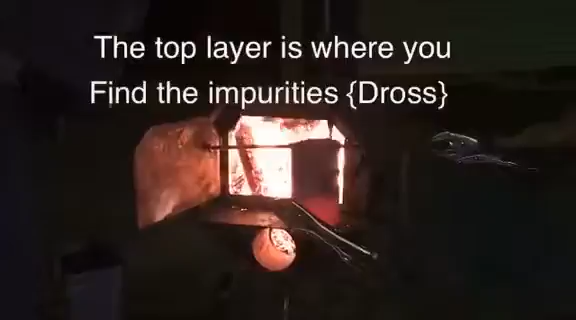 The top layer is where you
Find the impurities {Dross}